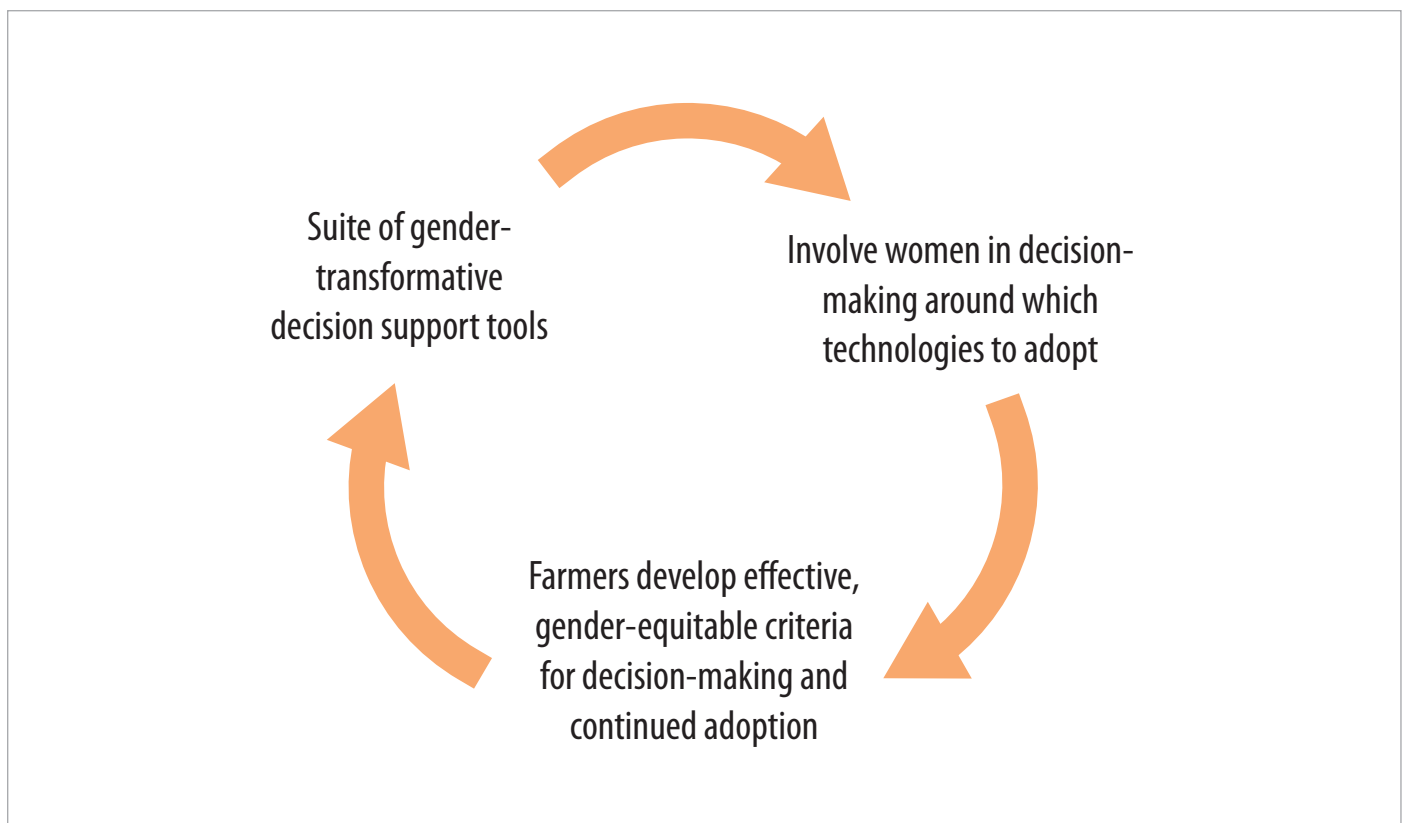 Suite of gender-
transformative
decision support tools
Involve women in decision-
making around which
technologies to adopt
Farmers develop effective,
gender-equitable criteria
for decision-making and
continued adoption